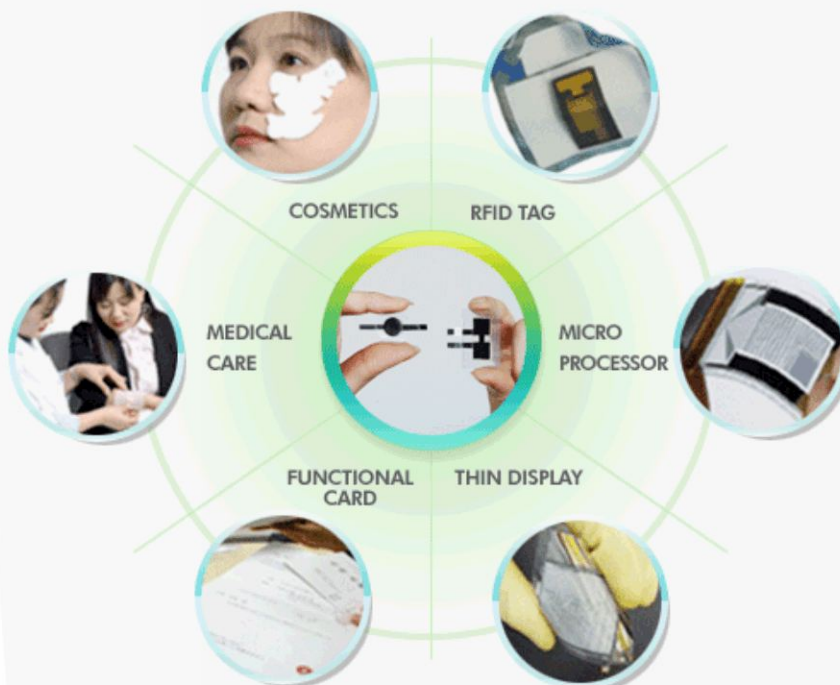 COSMETICS
RFID TAG
MEDICAL
CARE
MICRO
PROCESSOR
FUNCTIONAL
CARD
THIN DISPLAY